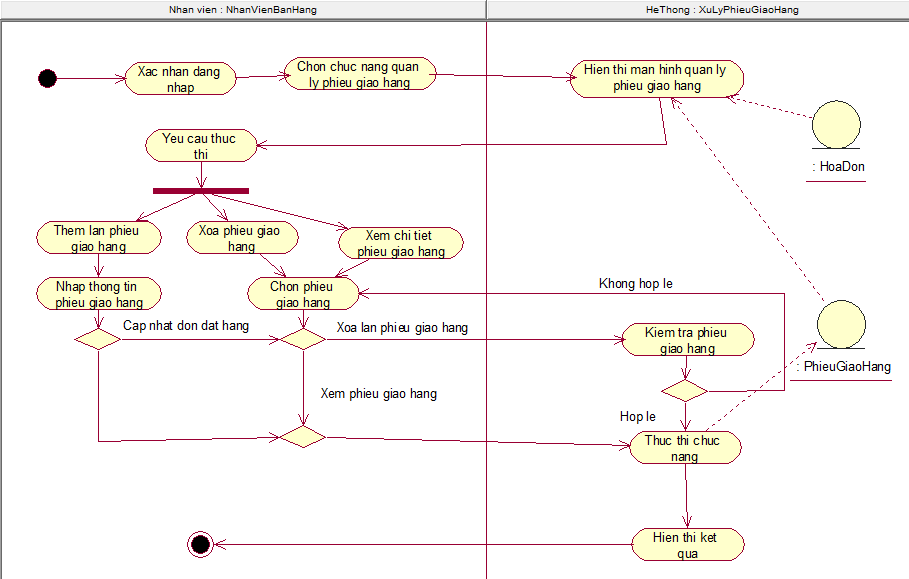 Nhan vien : NhanVienBanHang
HeThong : XuLyPhieuGiaoHang
Xac nhan dang
nhap
Chon chuc nang quan
ly phieu giao hang
Hien thi man hinh quan ly
phieu giao hang
: HoaDon
Yeu cau thuc
thi
Them lan phieu
giao hang
Xoa phieu giao
hang
Xem chi tiet
phieu giao hang
Nhap thong tin
phieu giao hang
Chon phieu
giao hang
Khong hop le
Cap nhat don dat hang
Xoa lan phieu giao hang
Kiem tra phieu
giao hang
: PhieuGiaoHang
Xem phieu giao hang
Hop le
Thuc thi chuc
nang
Hien thi ket
qua